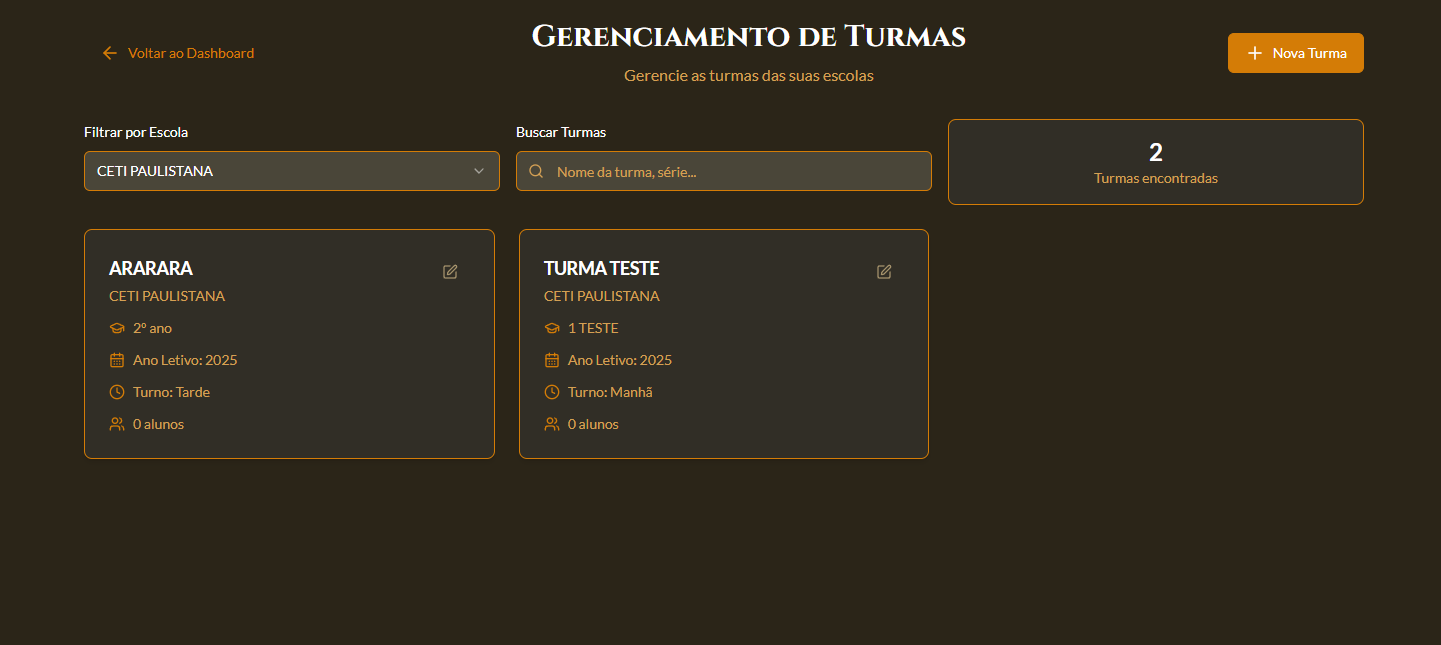 Voltar ao Dashboard
Gerenciamento de Turmas
Gerencie as turmas das suas escolas
Nova Turma
Filtrar por Escola
CETI PAULISTANA
Buscar Turmas
Nome da turma, série...
2
Turmas encontradas
ARARARA
CETI PAULISTANA
2º ano
Ano Letivo: 2025
Turno: Tarde
0 alunos
TURMA TESTE
CETI PAULISTANA
1 TESTE
Ano Letivo: 2025
Turno: Manhã
0 alunos